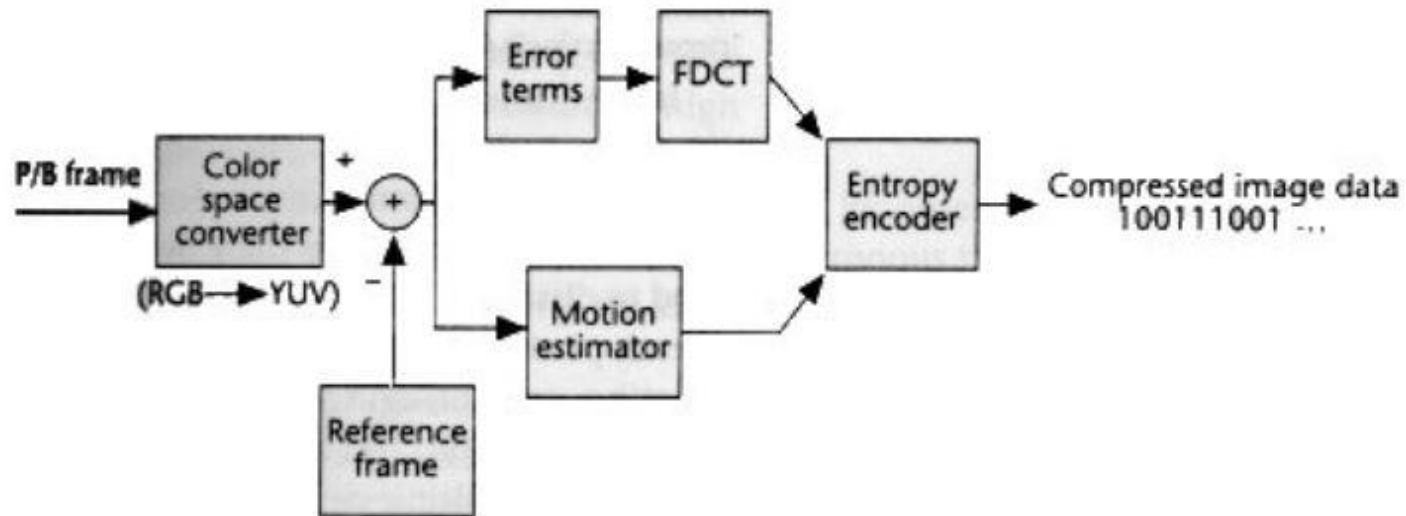 Error
terms
FDCT
P/B frame
Color
space
converter
+
+
−
(RGB→YUV)
Entropy
encoder
Compressed image data
100111001 ...
Motion
estimator
Reference
frame